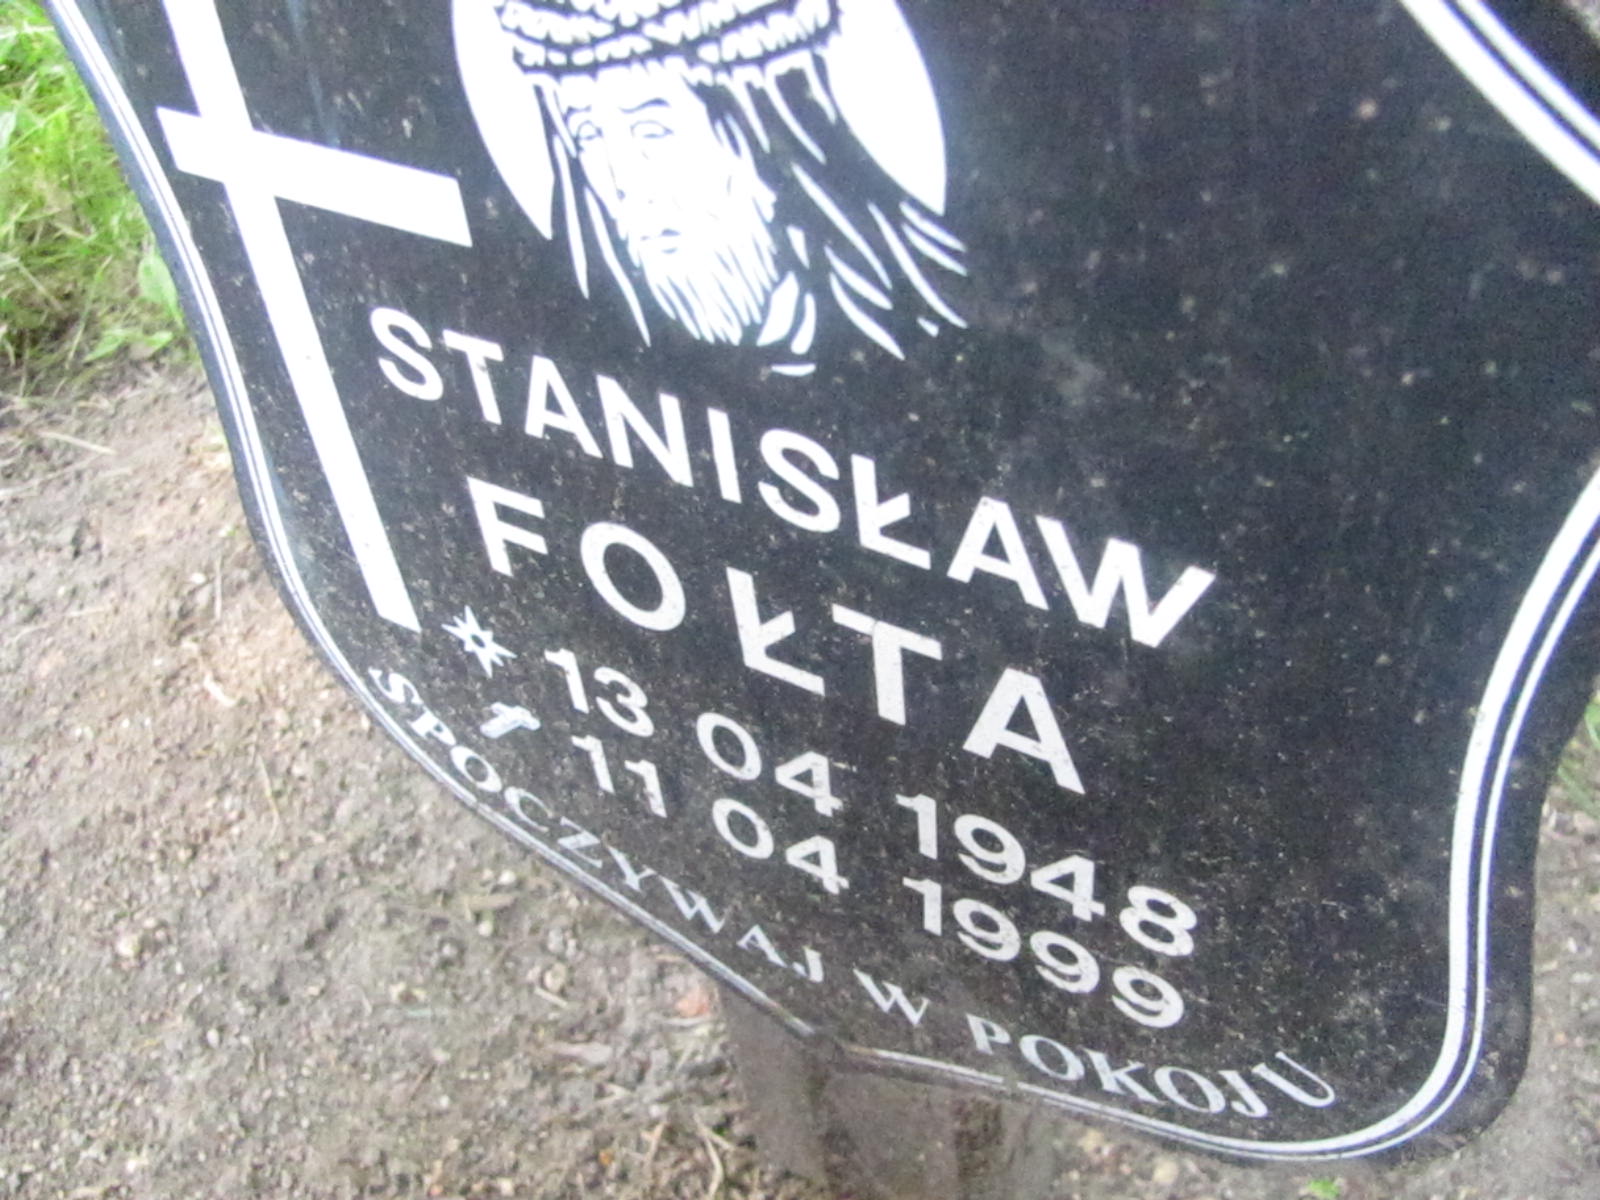 STANISŁAW
FOŁTA
13 04 1948
11 04 1999
SPOCZYWAJ W POKOJU